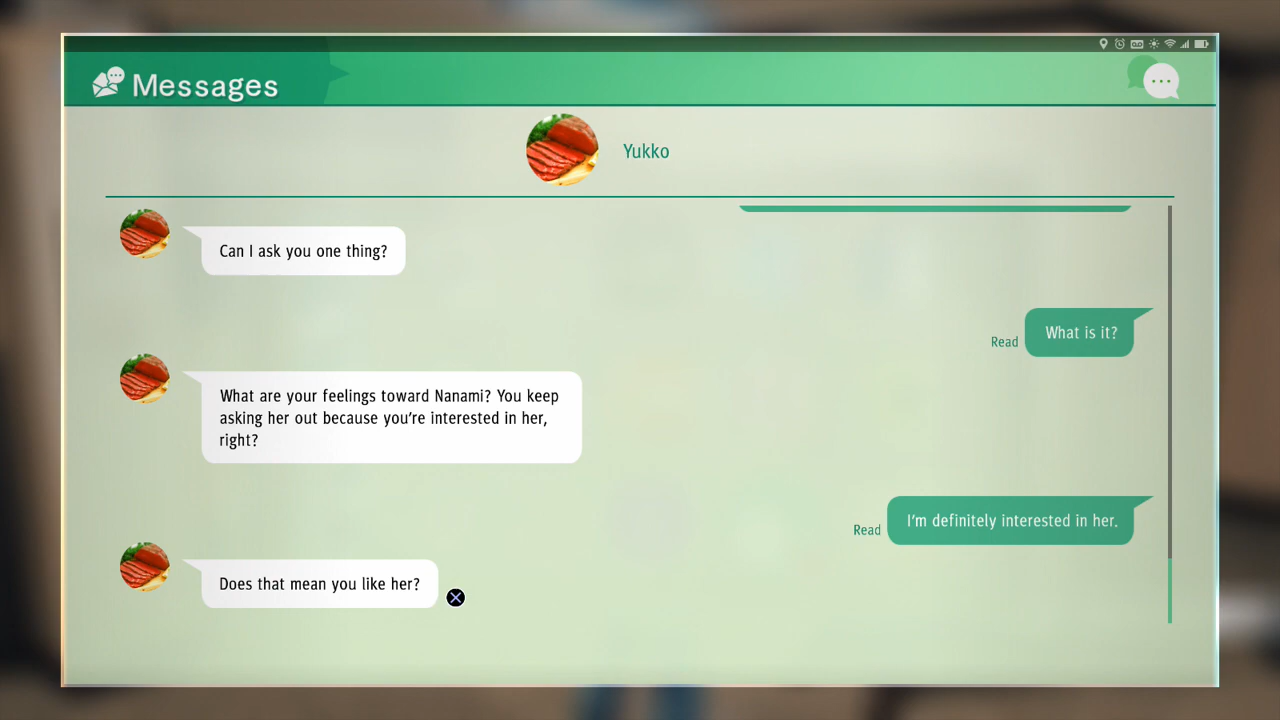 Messages
Yukko
Can I ask you one thing?
What is it?
Read
What are your feelings toward Nanami? You keep
asking her out because you’re interested in her,
right?
I’m definitely interested in her.
Read
Does that mean you like her?